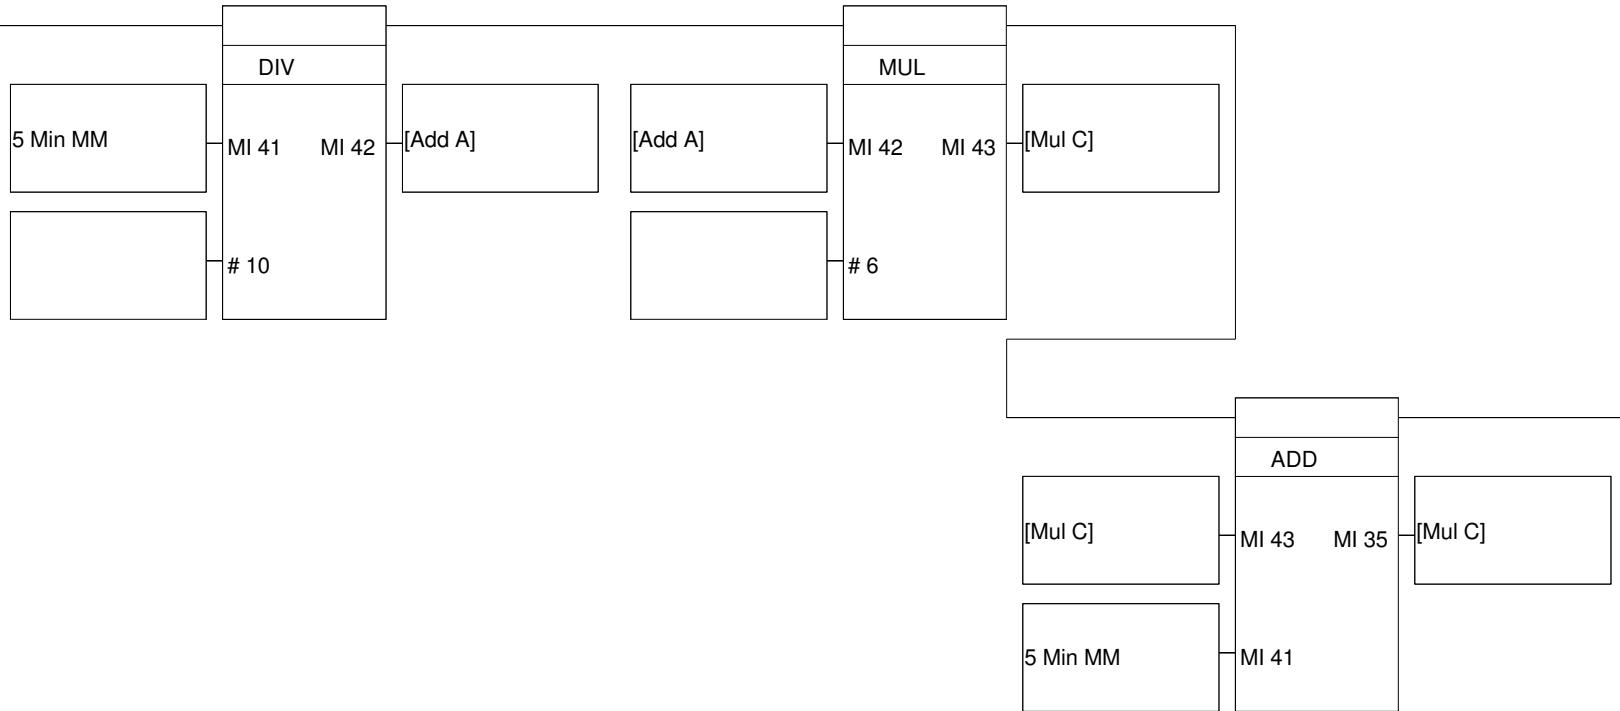 DIV
5 Min MM
MI 41
MI 42
[Add A]
# 10
MUL
[Add A]
MI 42
MI 43
[Mul C]
# 6
ADD
[Mul C]
MI 43
MI 35
[Mul C]
5 Min MM
MI 41